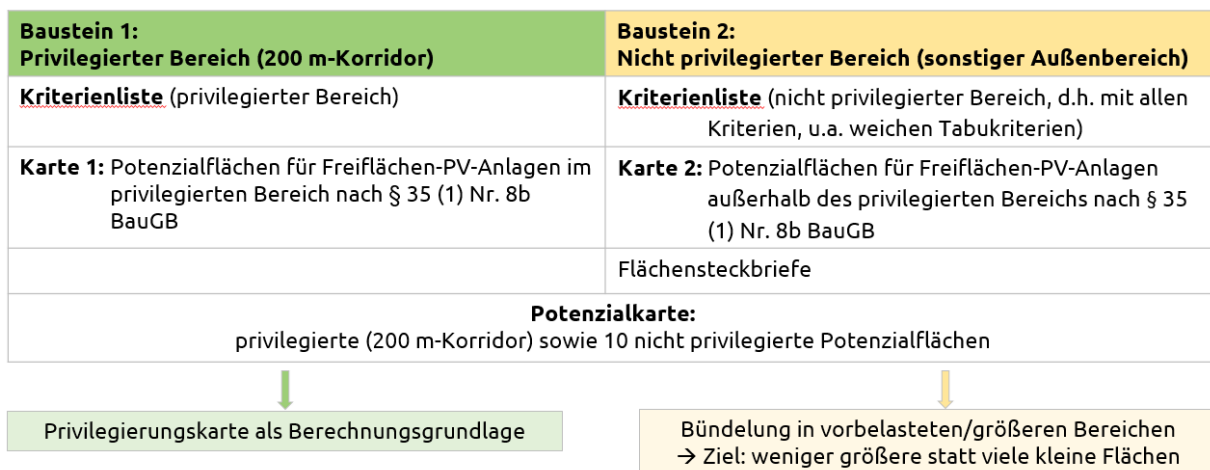 Baustein 1:
Privilegierter Bereich (200 m-Korridor)
Baustein 2:
Nicht privilegierter Bereich (sonstiger Außenbereich)
Kriterienliste (privilegierter Bereich)
Kriterienliste (nicht privilegierter Bereich, d.h. mit allen
Kriterien, u.a. weichen Tabukriterien)
Karte 1: Potenzialflächen für Freiflächen-PV-Anlagen im
privilegierten Bereich nach § 35 (1) Nr. 8b
BauGB
Karte 2: Potenzialflächen für Freiflächen-PV-Anlagen
außerhalb des privilegierten Bereichs nach § 35
(1) Nr. 8b BauGB
Flächensteckbriefe
Potenzialkarte:
privilegierte (200 m-Korridor) sowie 10 nicht privilegierte Potenzialflächen
Privilegierungskarte als Berechnungsgrundlage
Bündelung in vorbelasteten/größeren Bereichen
→ Ziel: weniger größere statt viele kleine Flächen